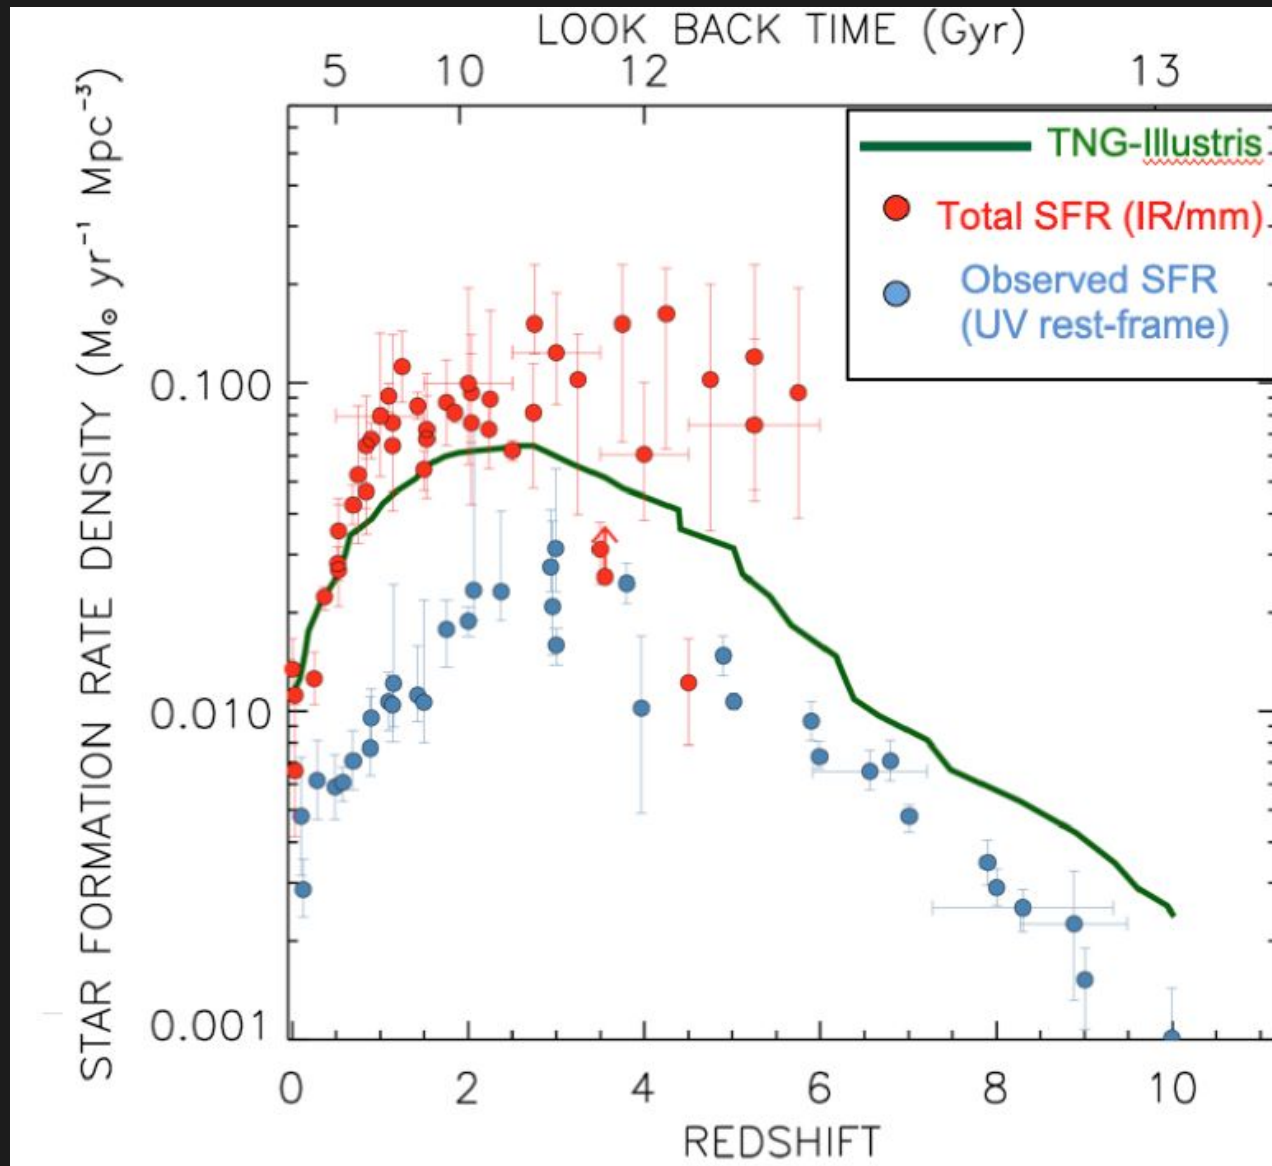 LOOK BACK TIME (Gyr)
5 10 12 13
TNG-Illustris
Total SFR (IR/mm)
Observed SFR
(UV rest-frame)
STAR FORMATION RATE DENSITY (M⊙ yr⁻¹ Mpc⁻³)
0.100
0.010
0.001
0 2 4 6 8 10
REDSHIFT